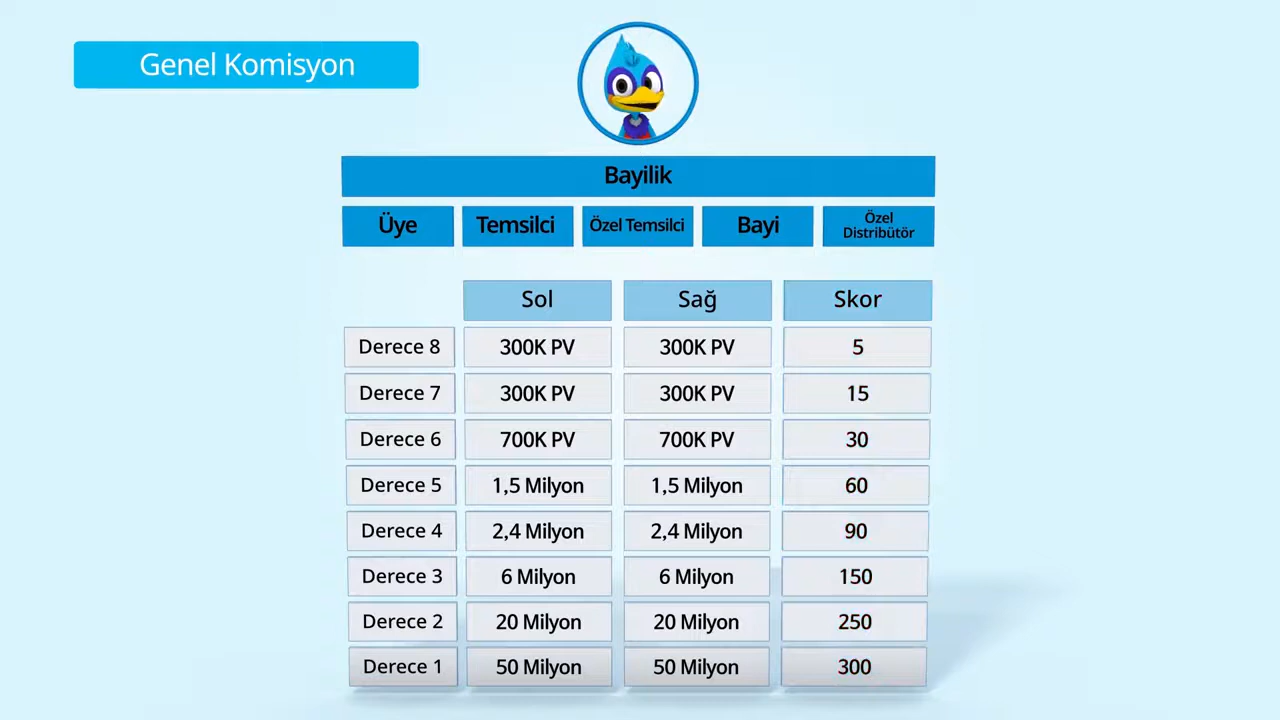 Genel Komisyon
Bayilik
Üye Temsilci Özel Temsilci Bayi Özel Distribütör
Sol Sağ Skor
Derece 8 300K PV 300K PV 5
Derece 7 300K PV 300K PV 15
Derece 6 700K PV 700K PV 30
Derece 5 1,5 Milyon 1,5 Milyon 60
Derece 4 2,4 Milyon 2,4 Milyon 90
Derece 3 6 Milyon 6 Milyon 150
Derece 2 20 Milyon 20 Milyon 250
Derece 1 50 Milyon 50 Milyon 300